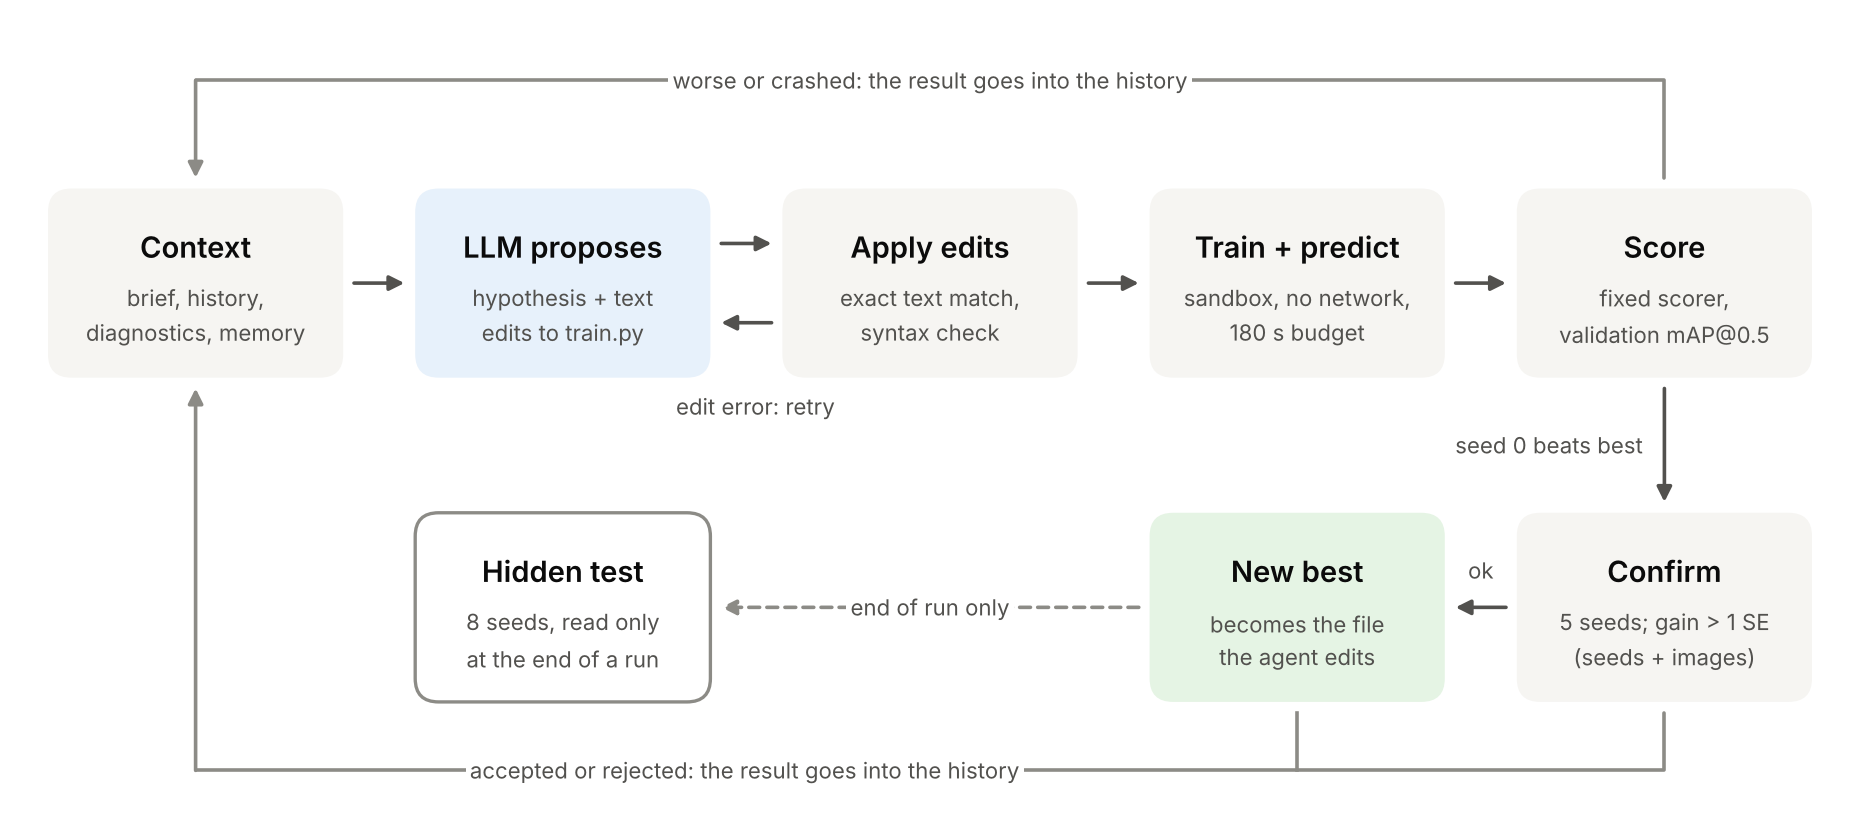 worse or crashed: the result goes into the history
Context
brief, history,
diagnostics, memory
LLM proposes
hypothesis + text
edits to train.py
Apply edits
exact text match,
syntax check
Train + predict
sandbox, no network,
180 s budget
Score
fixed scorer,
validation mAP@0.5
edit error: retry
seed 0 beats best
Hidden test
8 seeds, read only
at the end of a run
end of run only
New best
becomes the file
the agent edits
ok
Confirm
5 seeds; gain > 1 SE
(seeds + images)
accepted or rejected: the result goes into the history